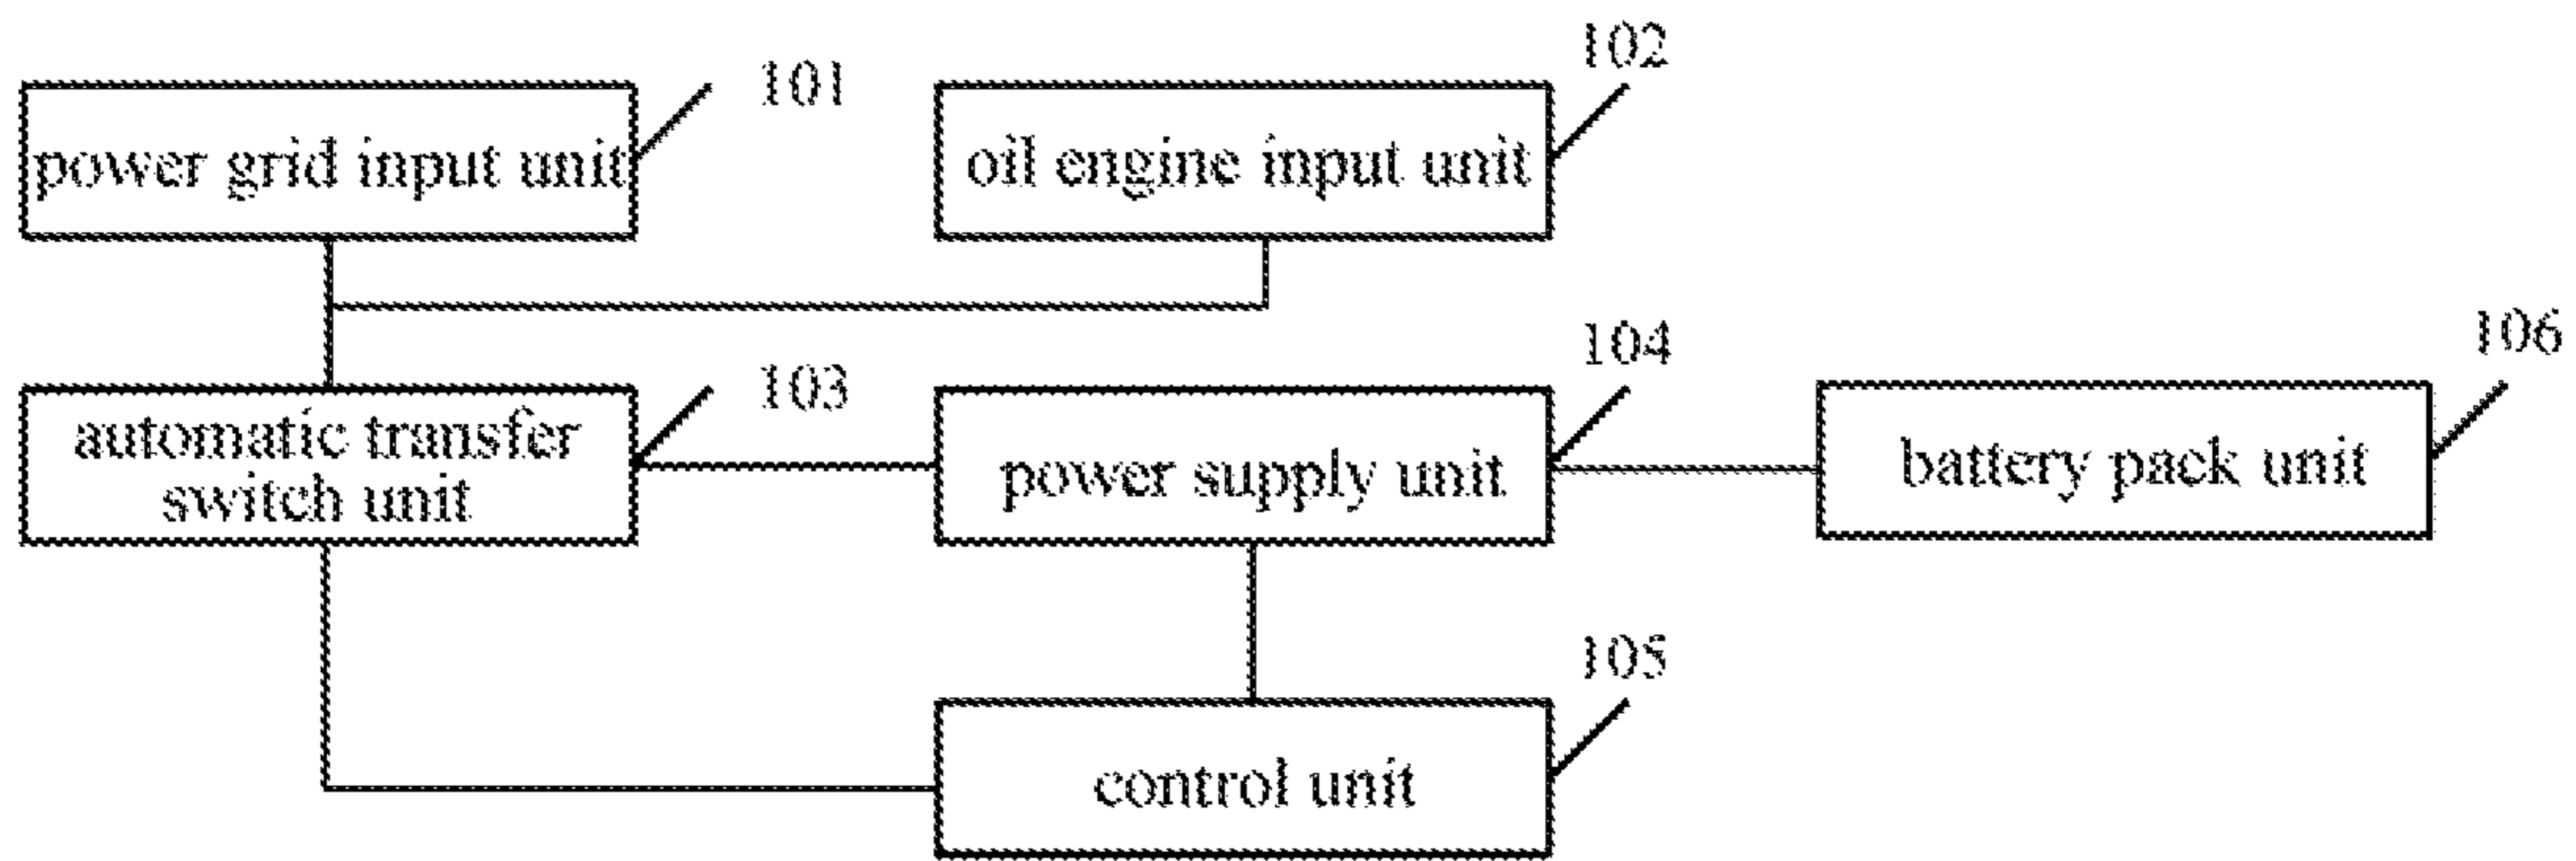 101
102
power grid input unit
oil engine input unit
103
104
106
automatic transfer
switch unit
power supply unit
battery pack unit
105
control unit